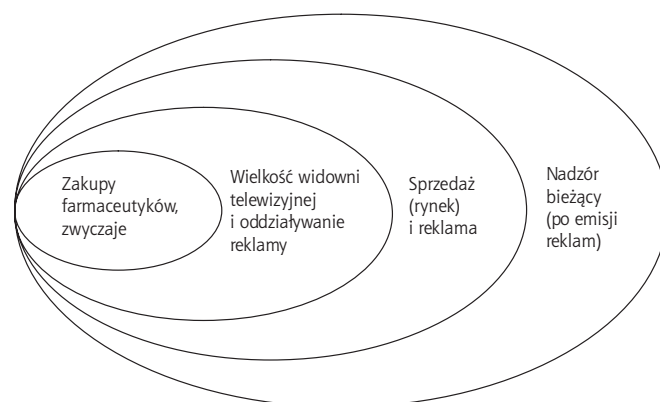 Zakupy
farmaceutyków,
zwyczaje
Wielkość widowni
telewizyjnej
i oddziaływanie
reklamy
Sprzedaż
(rynek)
i reklama
Nadzór
bieżący
(po emisji
reklam)